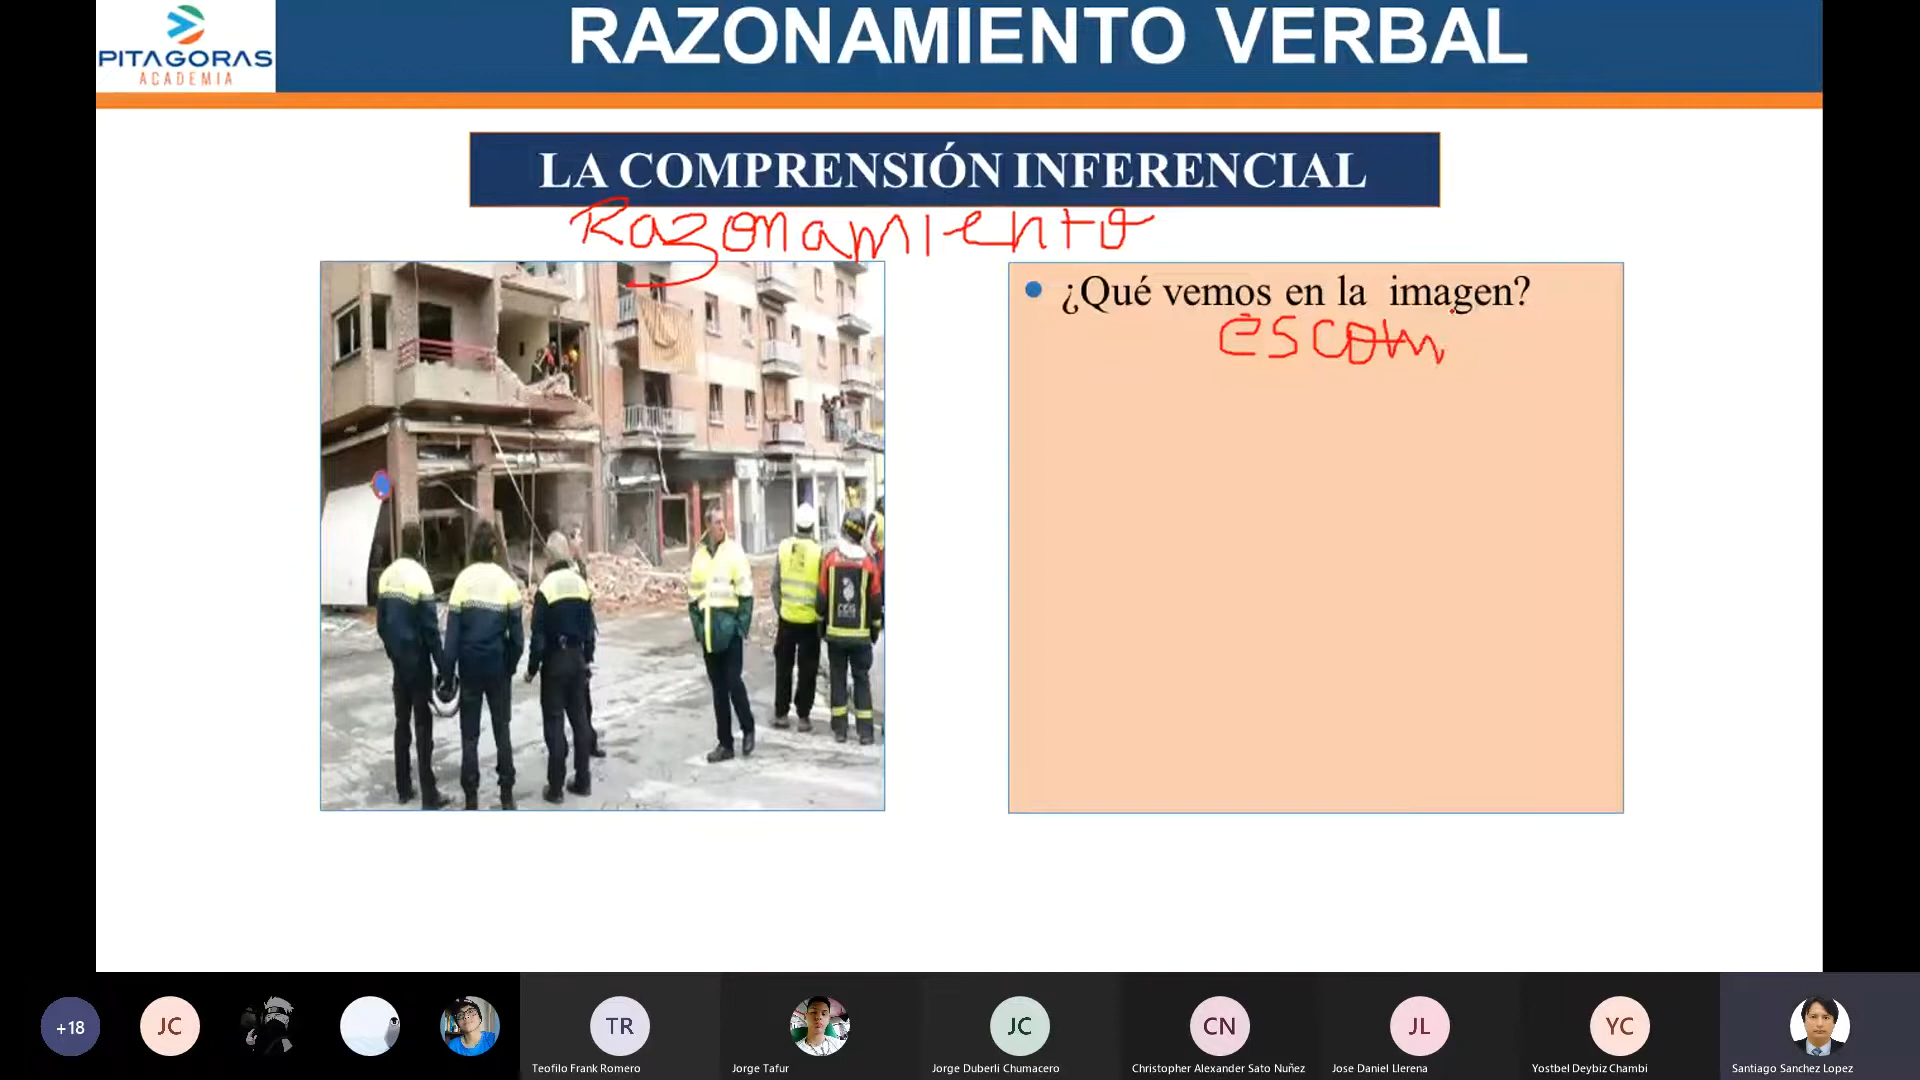 PITAGORAS
ACADEMIA
RAZONAMIENTO VERBAL
LA COMPRENSIÓN INFERENCIAL
Razonamiento
¿Qué vemos en la imagen?
escom
+18
JC
TR
JC
CN
JL
YC
Teofilo Frank Romero
Jorge Tafur
Jorge Duberli Chumacero
Christopher Alexander Sato Nuñez
Jose Daniel Llerena
Yostbel Deybiz Chambi
Santiago Sanchez Lopez